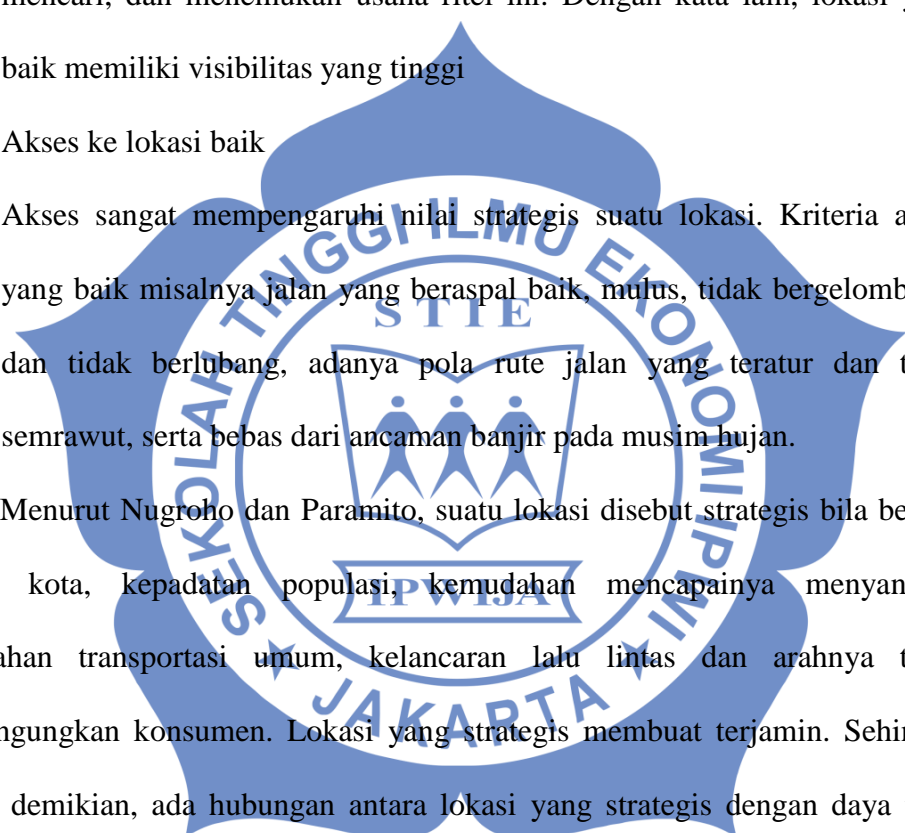 mencari, dan menemukan usaha ritel ini. Dengan kata lain, lokasi
baik memiliki visibilitas yang tinggi
Akses ke lokasi baik
Akses sangat mempengaruhi nilai strategis suatu lokasi. Kriteria a
yang baik misalnya jalan yang beraspal baik, mulus, tidak bergelomb
dan tidak berlubang, adanya pola rute jalan yang teratur dan t
semrawut, serta bebas dari ancaman banjir pada musim hujan.
Menurut Nugroho dan Paramito, suatu lokasi disebut strategis bila be
kota, kepadatan populasi, kemudahan mencapainya menyan
ahan transportasi umum, kelancaran lalu lintas dan arahnya t
ngungkan konsumen. Lokasi yang strategis membuat terjamin. Sehin
demikian, ada hubungan antara lokasi yang strategis dengan daya
SEKOLAH TINGGI ILMU EKONOMI IPWI
STIE
IPWIJA
JAKARTA